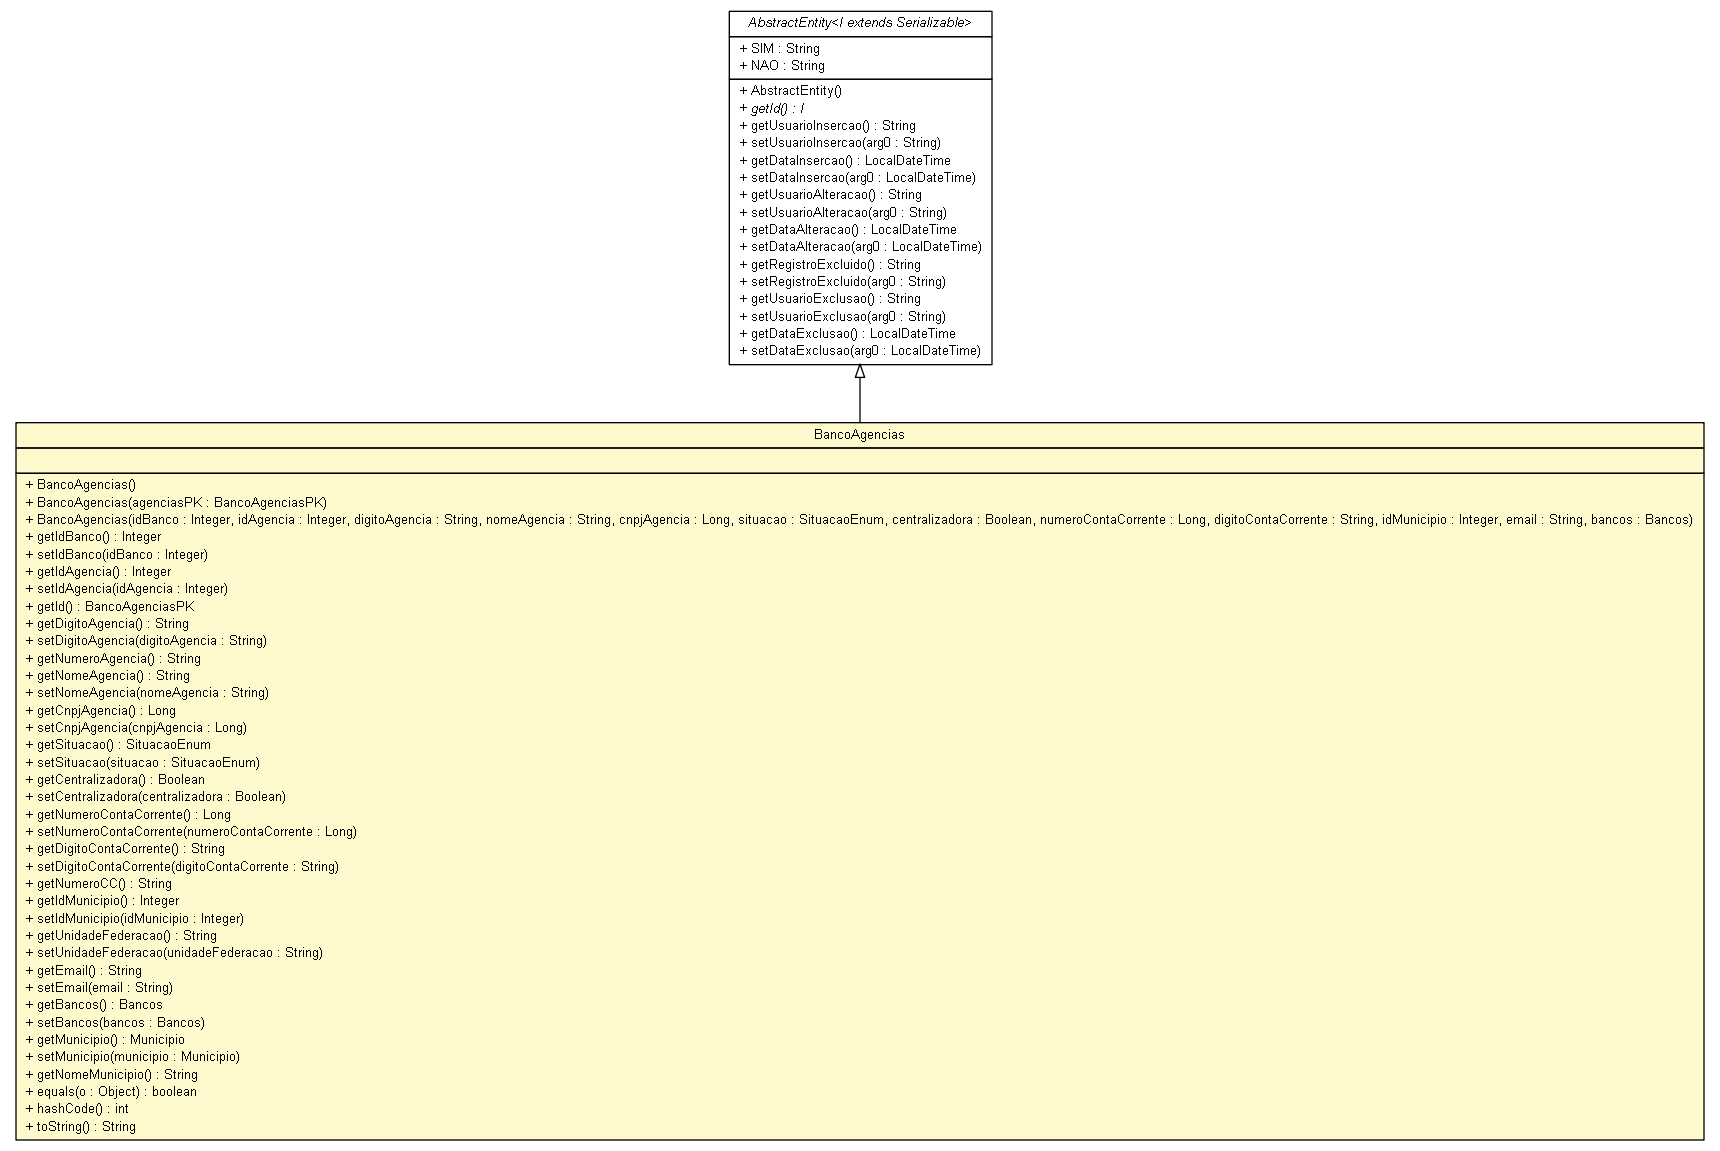 AbstractEntity<I extends Serializable>
+ SIM : String
+ NAO : String
+ AbstractEntity()
+ getId() : I
+ getUsuarioInsercao() : String
+ setUsuarioInsercao(arg0 : String)
+ getDataInsercao() : LocalDateTime
+ setDataInsercao(arg0 : LocalDateTime)
+ getUsuarioAlteracao() : String
+ setUsuarioAlteracao(arg0 : String)
+ getDataAlteracao() : LocalDateTime
+ setDataAlteracao(arg0 : LocalDateTime)
+ getRegistroExcluido() : String
+ setRegistroExcluido(arg0 : String)
+ getUsuarioExclusao() : String
+ setUsuarioExclusao(arg0 : String)
+ getDataExclusao() : LocalDateTime
+ setDataExclusao(arg0 : LocalDateTime)
BancoAgencias
+ BancoAgencias()
+ BancoAgencias(agenciasPK : BancoAgenciasPK)
+ BancoAgencias(idBanco : Integer, idAgencia : Integer, digitoAgencia : String, nomeAgencia : String, cnpjAgencia : Long, situacao : SituacaoEnum, centralizadora : Boolean, numeroContaCorrente : Long, digitoContaCorrente : String, idMunicipio : Integer, email : String, bancos : Bancos)
+ getIdBanco() : Integer
+ setIdBanco(idBanco : Integer)
+ getIdAgencia() : Integer
+ setIdAgencia(idAgencia : Integer)
+ getId() : BancoAgenciasPK
+ getDigitoAgencia() : String
+ setDigitoAgencia(digitoAgencia : String)
+ getNumeroAgencia() : String
+ getNomeAgencia() : String
+ setNomeAgencia(nomeAgencia : String)
+ getCnpjAgencia() : Long
+ setCnpjAgencia(cnpjAgencia : Long)
+ getSituacao() : SituacaoEnum
+ setSituacao(situacao : SituacaoEnum)
+ getCentralizadora() : Boolean
+ setCentralizadora(centralizadora : Boolean)
+ getNumeroContaCorrente() : Long
+ setNumeroContaCorrente(numeroContaCorrente : Long)
+ getDigitoContaCorrente() : String
+ setDigitoContaCorrente(digitoContaCorrente : String)
+ getNumeroCC() : String
+ getIdMunicipio() : Integer
+ setIdMunicipio(idMunicipio : Integer)
+ getUnidadeFederacao() : String
+ setUnidadeFederacao(unidadeFederacao : String)
+ getEmail() : String
+ setEmail(email : String)
+ getBancos() : Bancos
+ setBancos(bancos : Bancos)
+ getMunicipio() : Municipio
+ setMunicipio(municipio : Municipio)
+ getNomeMunicipio() : String
+ equals(o : Object) : boolean
+ hashCode() : int
+ toString() : String